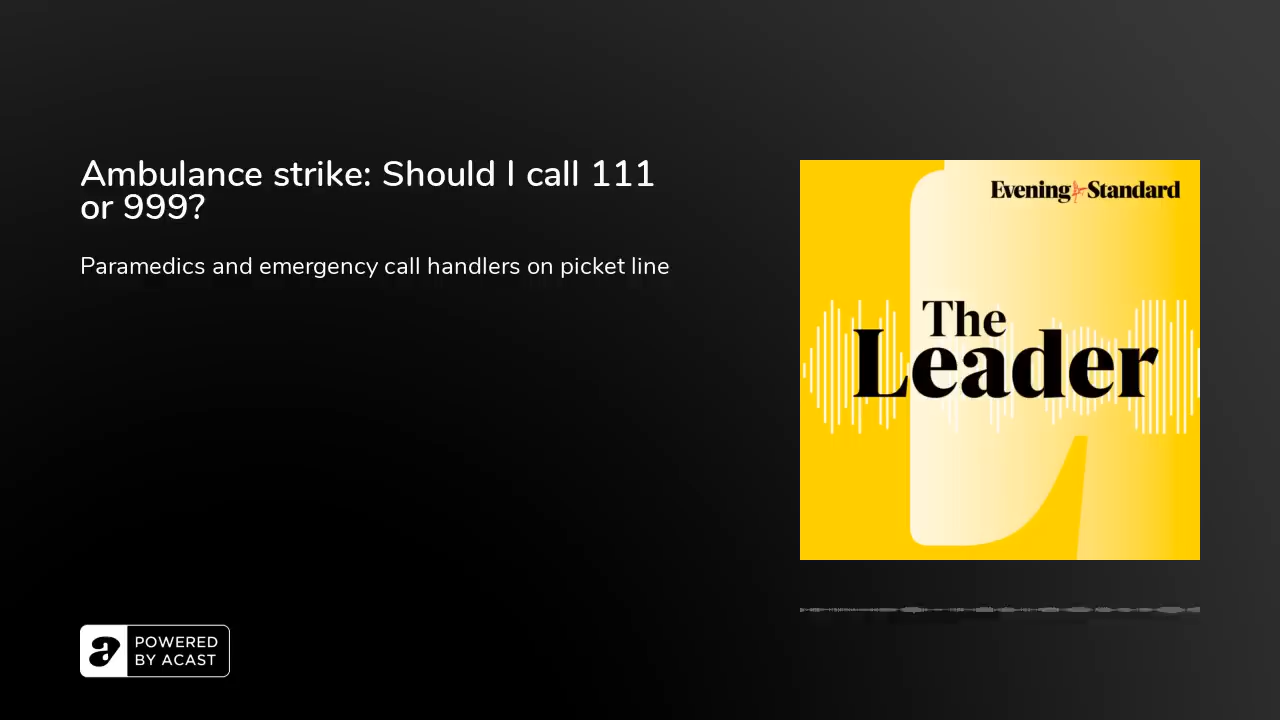 Ambulance strike: Should I call 111
or 999?
Paramedics and emergency call handlers on picket line
Evening Standard
The
Leader
POWERED
BY ACAST